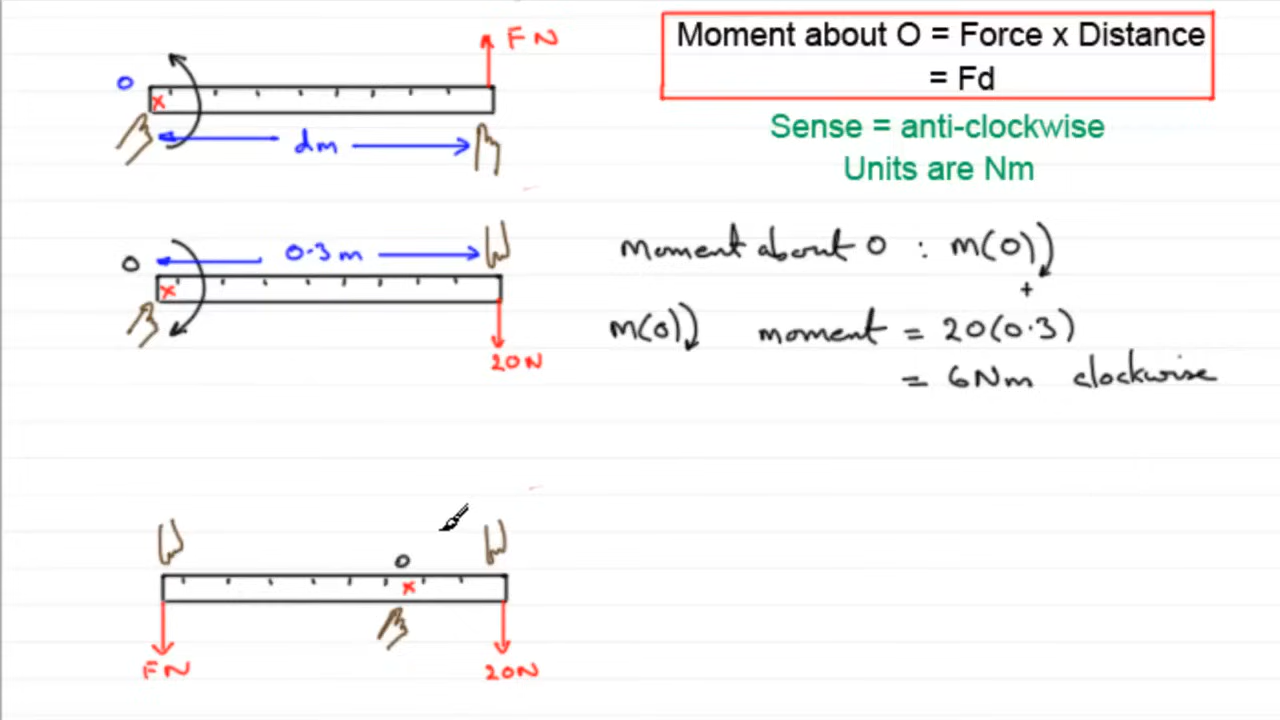 F N
Moment about O = Force x Distance
= Fd
O
x
dm
Sense = anti-clockwise
Units are Nm
0.3 m
O
x
20N
Moment about O : M(O)
+
M(O) moment = 20(0.3)
= 6Nm clockwise
O
x
F N
20N